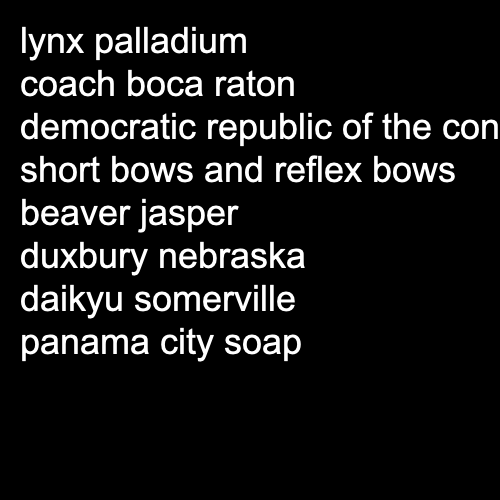 lynx palladium
coach boca raton
democratic republic of the con
short bows and reflex bows
beaver jasper
duxbury nebraska
daikyu somerville
panama city soap